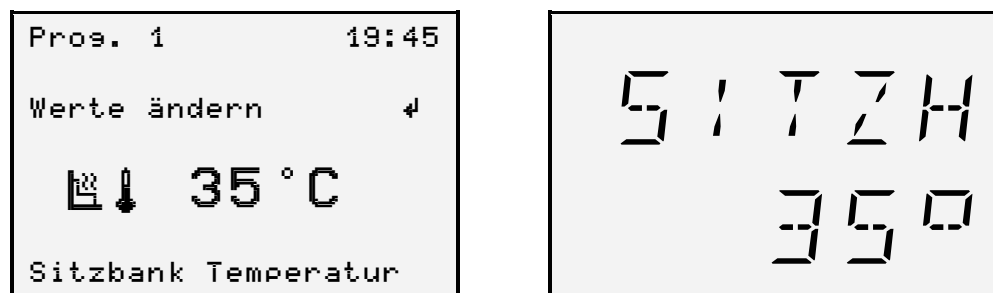 Prog. 1 19:45
Werte ändern ↲
35°C
Sitzbank Temperatur
SITZH
35°